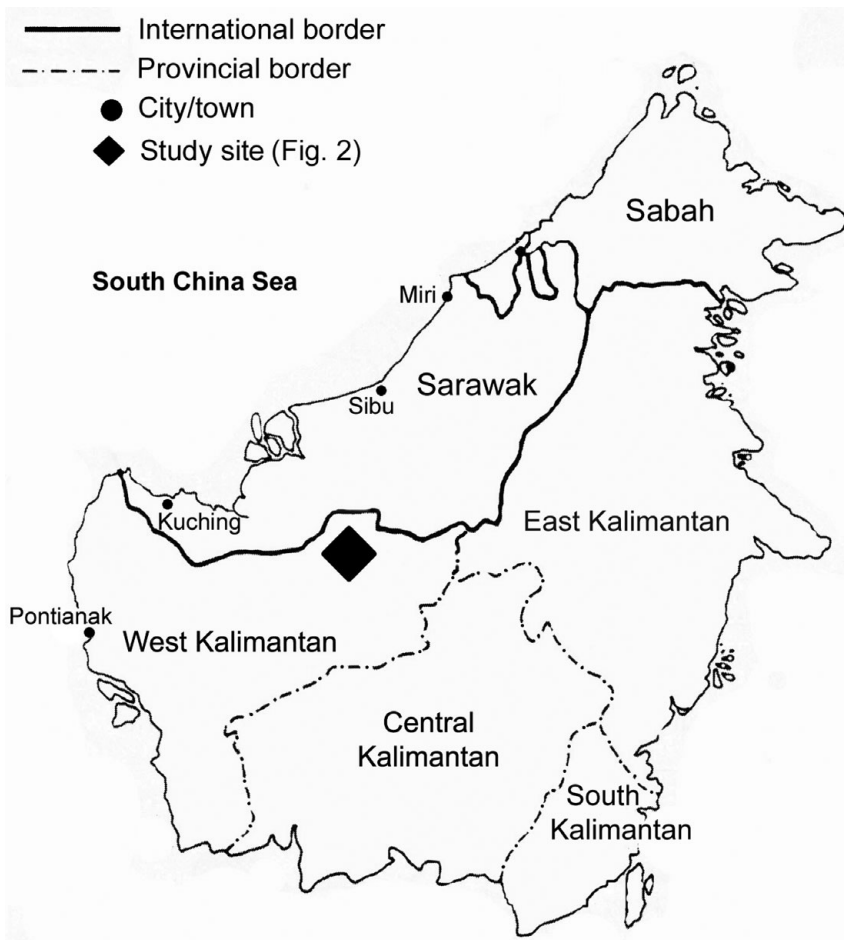 International border
Provincial border
City/town
Study site (Fig. 2)
Sabah
South China Sea
Miri
Sarawak
Sibu
Kuching
East Kalimantan
Pontianak
West Kalimantan
Central
Kalimantan
South
Kalimantan